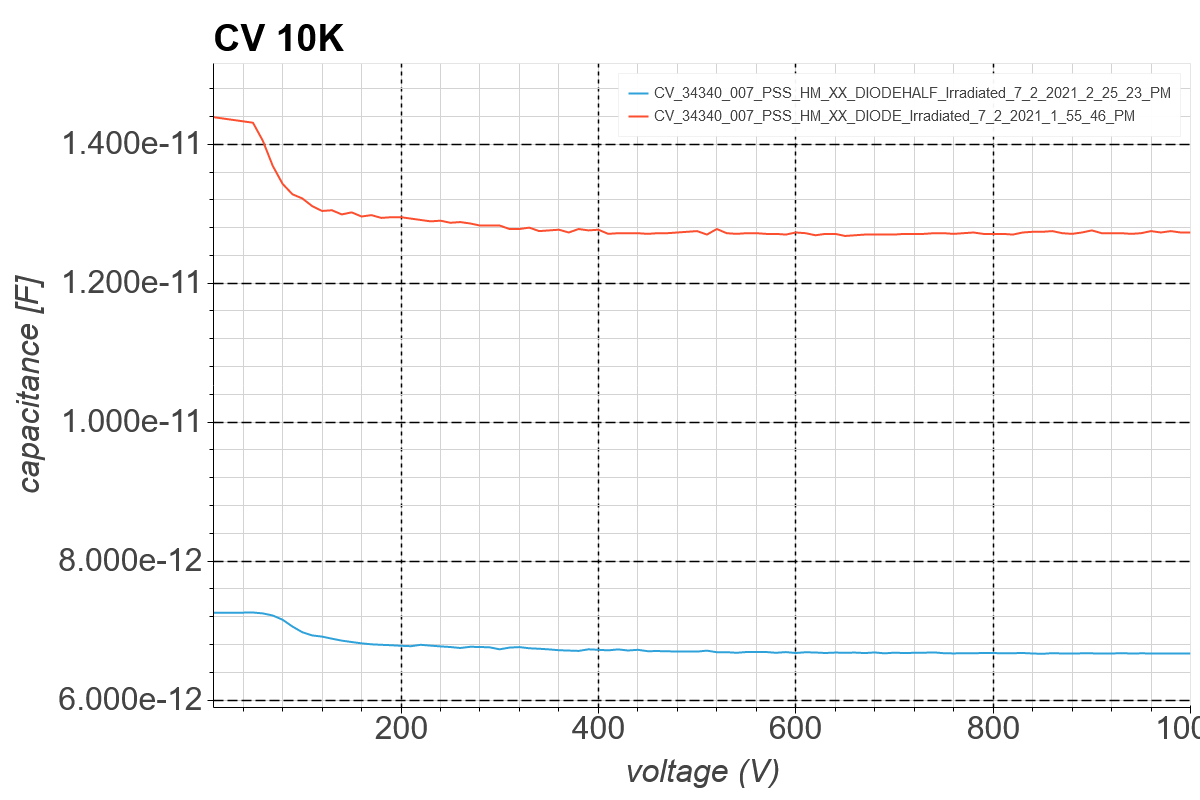 CV 10K
CV_34340_007_PSS_HM_XX_DIODEHALF_Irradiated_7_2_2021_2_25_23_PM
CV_34340_007_PSS_HM_XX_DIODE_Irradiated_7_2_2021_1_55_46_PM
1.400e-11
1.200e-11
1.000e-11
8.000e-12
6.000e-12
capacitance [F]
200 400 600 800 100
voltage (V)